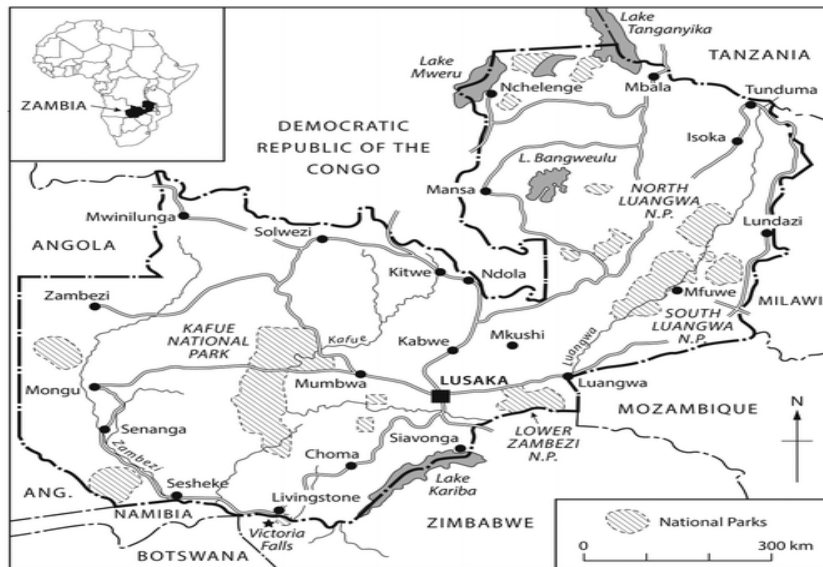 Lake
Tanganyika
TANZANIA
Lake
Mweru
Nchelenge
Mbala
Tunduma
ZAMBIA
DEMOCRATIC
REPUBLIC OF THE
CONGO
Isoka
L. Bangweulu
Mansa
NORTH
LUANGWA
N.P.
Mwinilunga
Solwezi
Lundazi
ANGOLA
Kitwe
Ndola
Zambezi
Mfuwe
MILAWI
KAFUE
NATIONAL
PARK
Kafue
Kabwe
Mkushi
Luangwa
SOUTH
LUANGWA
N.P.
Mongu
Mumbwa
LUSAKA
Luangwa
MOZAMBIQUE
N
Senanga
Zambezi
Siavonga
LOWER
ZAMBEZI
N.P.
Choma
ANG.
Sesheke
Livingstone
Lake
Kariba
NAMIBIA
Victoria
Falls
ZIMBABWE
BOTSWANA
National Parks
0 300 km